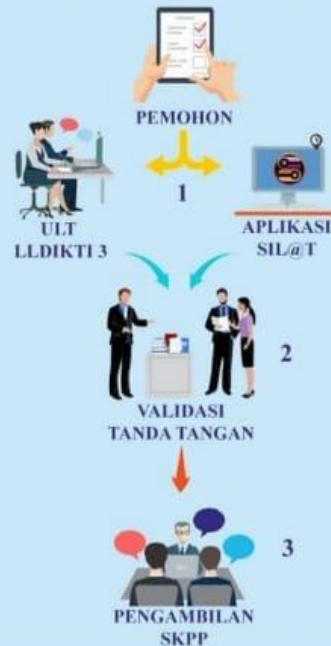 PEMOHON
1
ULT
LLDIKTI 3
APLIKASI
SIL@T
2
VALIDASI
TANDA TANGAN
3
PENGAMBILAN
SKPP